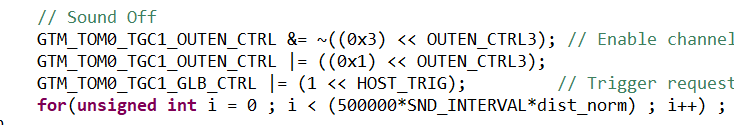 // Sound Off
GTM_TOM0_TGC1_OUTEN_CTRL &= ~((0x3) << OUTEN_CTRL3); // Enable channel
GTM_TOM0_TGC1_OUTEN_CTRL |= ((0x1) << OUTEN_CTRL3);
GTM_TOM0_TGC1_GLB_CTRL |= (1 << HOST_TRIG); // Trigger request
for(unsigned int i = 0 ; i < (500000*SND_INTERVAL*dist_norm) ; i++) ;